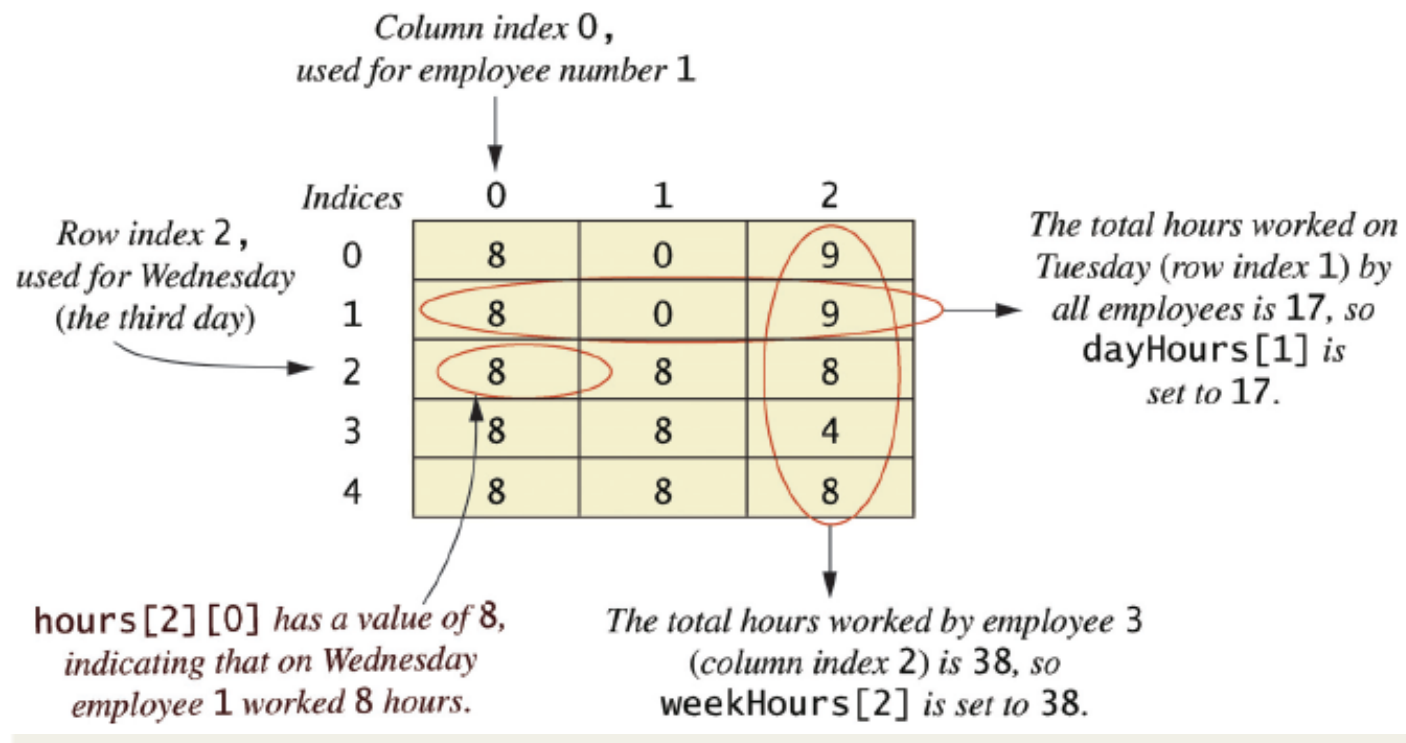 Column index 0,
used for employee number 1
Indices 0 1 2
Row index 2,
used for Wednesday
(the third day)
0 8 0 9
1 8 0 9
2 8 8 8
3 8 8 4
4 8 8 8
The total hours worked on
Tuesday (row index 1) by
all employees is 17, so
dayHours[1] is
set to 17.
hours[2][0] has a value of 8,
indicating that on Wednesday
employee 1 worked 8 hours.
The total hours worked by employee 3
(column index 2) is 38, so
weekHours[2] is set to 38.